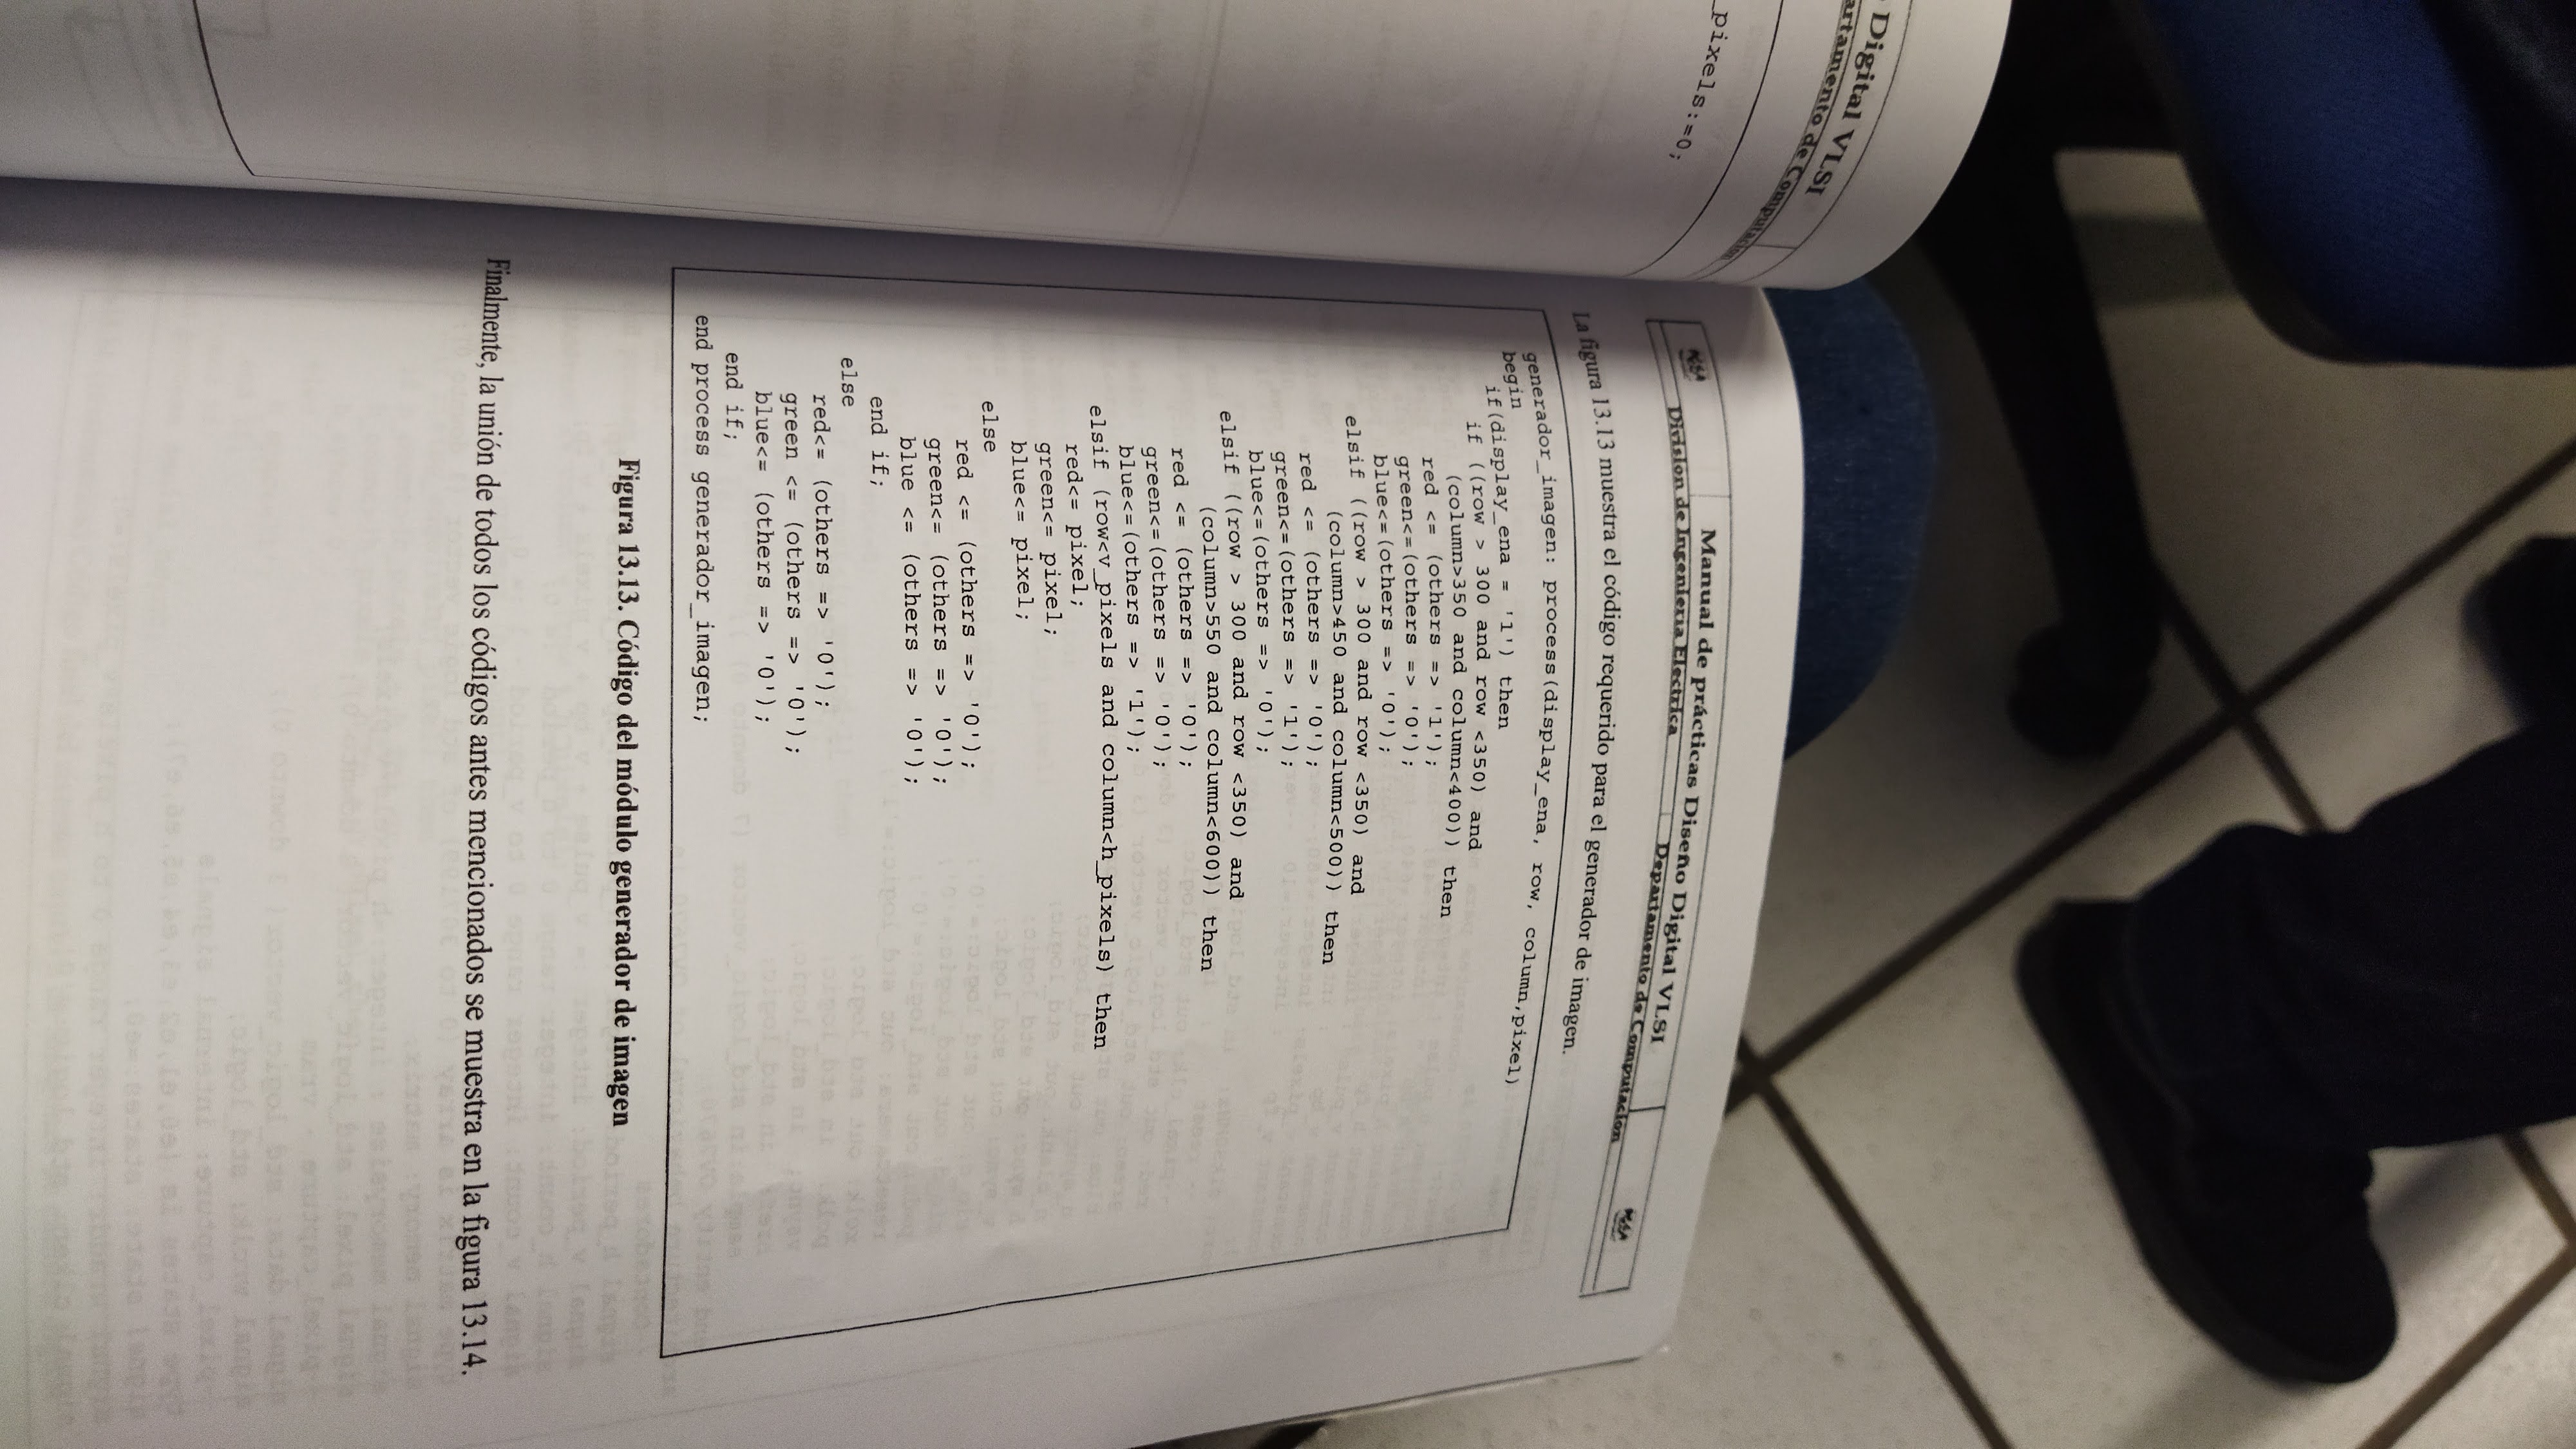 Digital VLSI
artamento de Computación
_pixels:=0;
Manual de prácticas Diseño Digital VLSI
División de Ingeniería Eléctrica
Departamento de Computación
La figura 13.13 muestra el código requerido para el generador de imagen.
generador_imagen: process(display_ena, row, column,pixel)
begin
if(display_ena = '1') then
if ((row > 300 and row <350) and
(column>350 and column<400)) then
red <= (others => '1');
green<=(others => '0');
blue<=(others => '0');
elsif ((row > 300 and row <350) and
(column>450 and column<500)) then
red <= (others => '0');
green<=(others => '1');
blue<=(others => '0');
elsif ((row > 300 and row <350) and
(column>550 and column<600)) then
red <= (others => '0');
green<=(others => '0');
blue<=(others => '1');
elsif (row<v_pixels and column<h_pixels) then
red<= pixel;
green<= pixel;
blue<= pixel;
else
red <= (others => '0');
green<= (others => '0');
blue <= (others => '0');
end if;
else
red<= (others => '0');
green <= (others => '0');
blue<= (others => '0');
end if;
end process generador_imagen;
Figura 13.13. Código del módulo generador de imagen
Finalmente, la unión de todos los códigos antes mencionados se muestra en la figura 13.14.